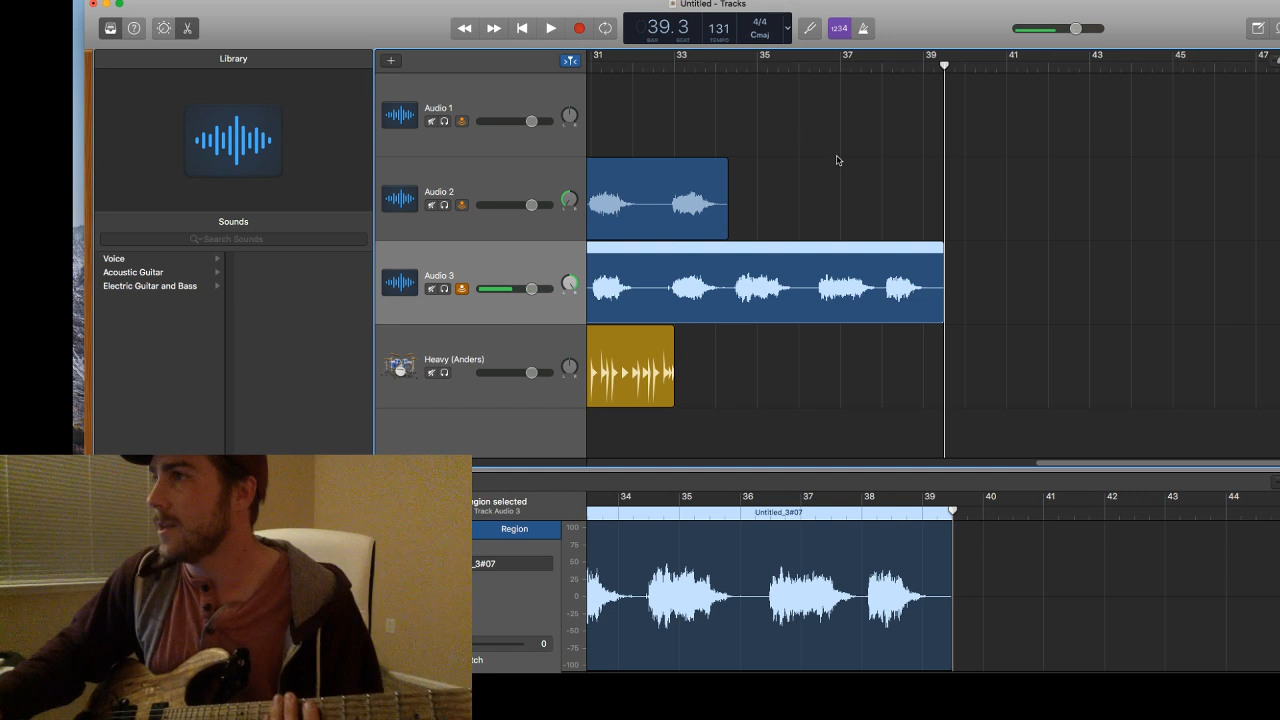 Untitled - Tracks
39.3
BAR
BEAT
131
TEMPO
4/4
Cmaj
1234
Library
31 33 35 37 39 41 43 45 47
Audio 1
L R
Audio 2
L R
Sounds
Search Sounds
Voice
Acoustic Guitar
Electric Guitar and Bass
Audio 3
L R
Heavy (Anders)
L R
34 35 36 37 38 39 40 41 42 43 44
egion selected
Track Audio 3
Untitled_3#07
Region
_3#07
0
tch
100
75
50
25
0
-25
-50
-75
-100